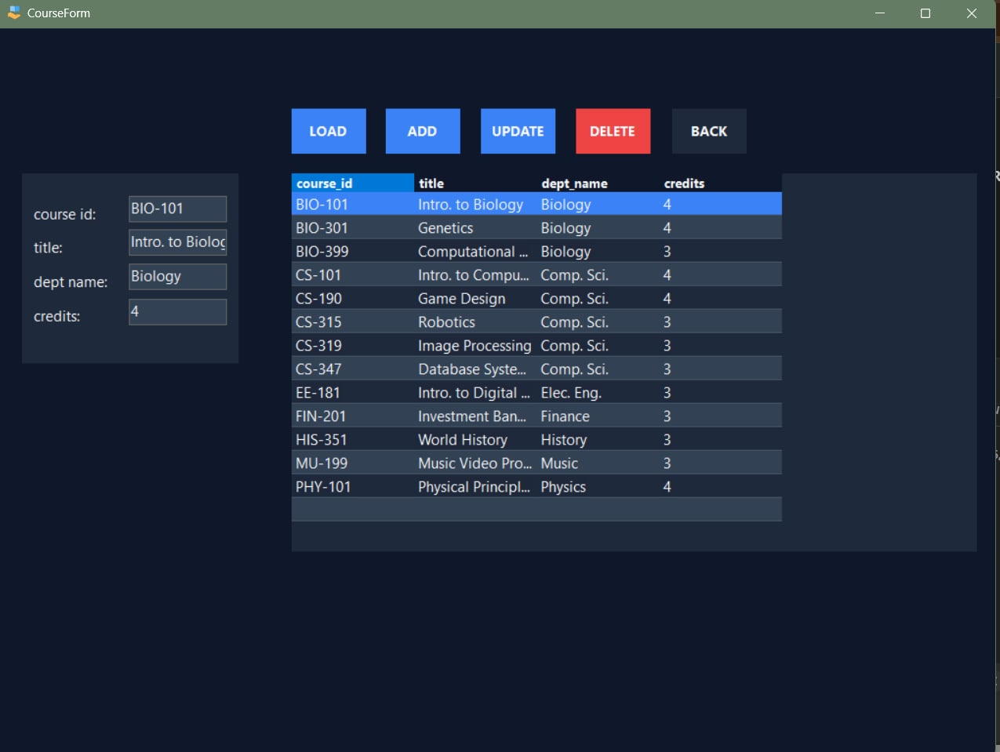 CourseForm
LOAD ADD UPDATE DELETE BACK
course id: BIO-101
title: Intro. to Biolog
dept name: Biology
credits: 4
course_id title dept_name credits
BIO-101 Intro. to Biology Biology 4
BIO-301 Genetics Biology 4
BIO-399 Computational ... Biology 3
CS-101 Intro. to Compu... Comp. Sci. 4
CS-190 Game Design Comp. Sci. 4
CS-315 Robotics Comp. Sci. 3
CS-319 Image Processing Comp. Sci. 3
CS-347 Database Syste... Comp. Sci. 3
EE-181 Intro. to Digital ... Elec. Eng. 3
FIN-201 Investment Ban... Finance 3
HIS-351 World History History 3
MU-199 Music Video Pro... Music 3
PHY-101 Physical Principl... Physics 4